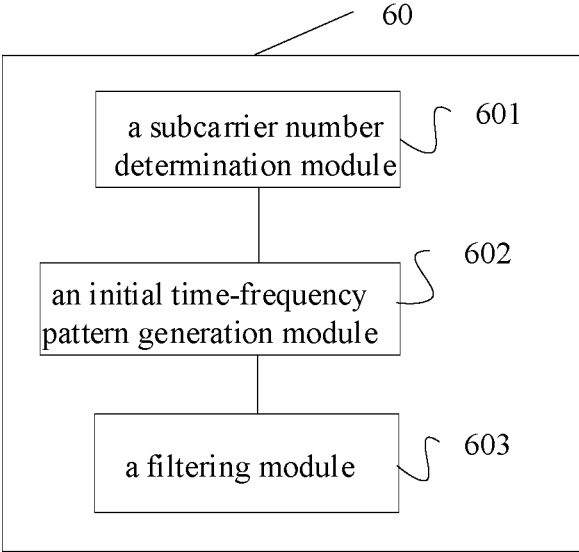 60
a subcarrier number
determination module
601
an initial time-frequency
pattern generation module
602
a filtering module
603